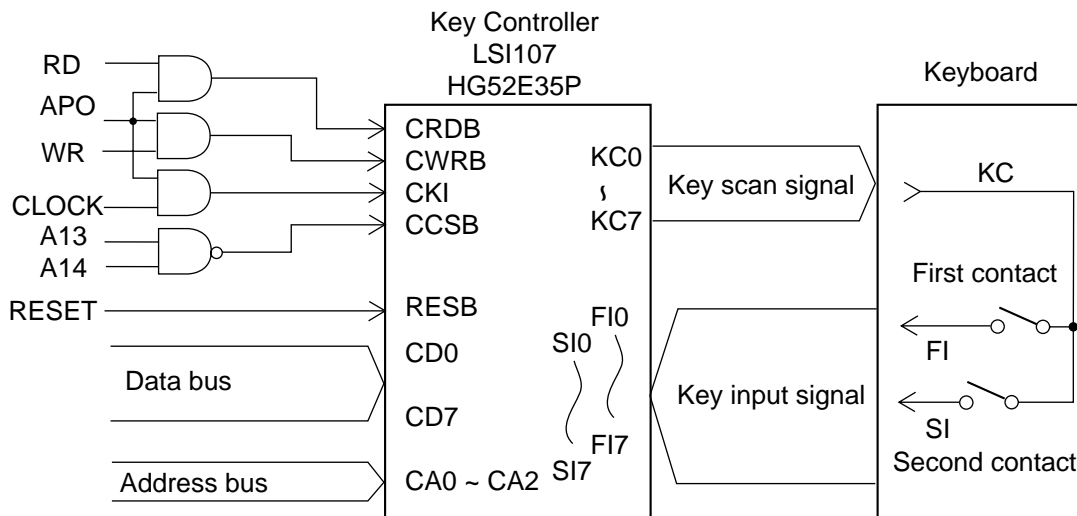 Key Controller
LSI107
HG52E35P
Keyboard
RD
APO
WR
CLOCK
A13
A14
RESET
Data bus
Address bus
CRDB
CWRB
CKI
CCSB
RESB
CD0
CD7
CA0 ~ CA2
KC0
~
KC7
FI0
SI0
FI7
SI7
Key scan signal
Key input signal
KC
First contact
FI
SI
Second contact